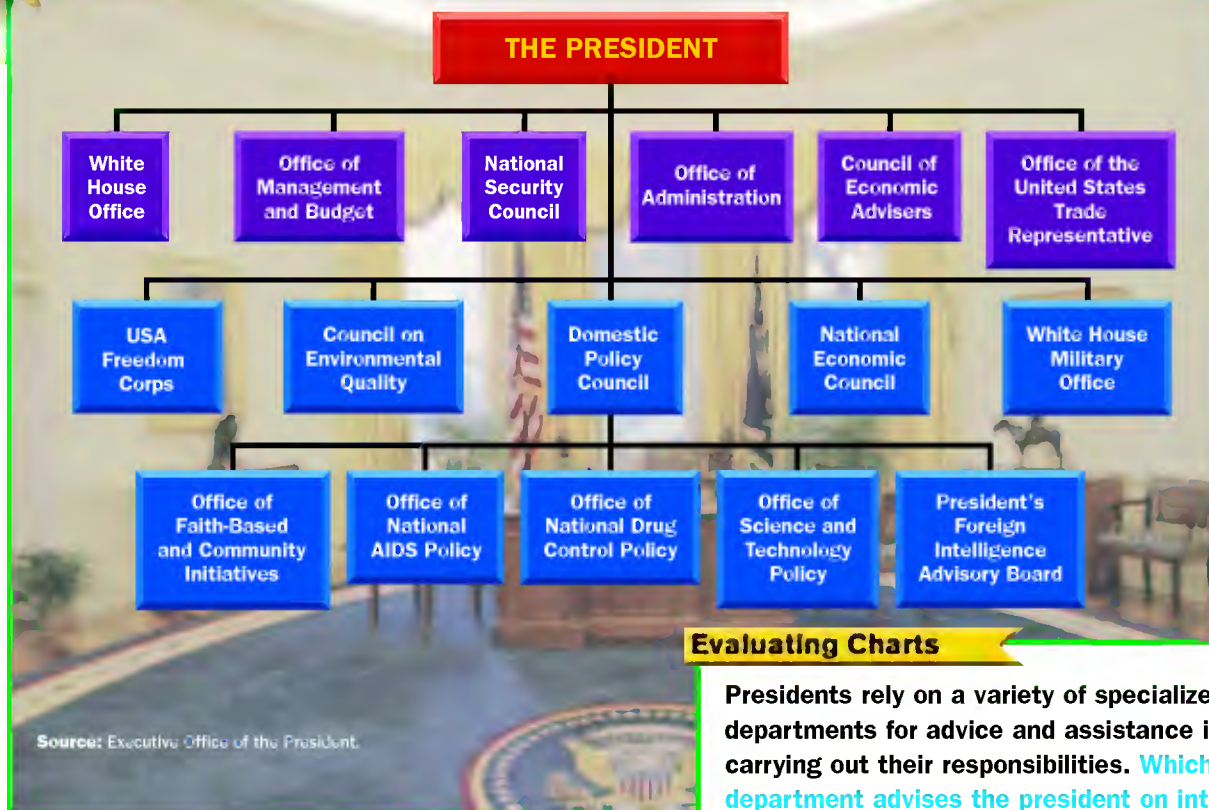 THE PRESIDENT
White
House
Office
Office of
Management
and Budget
National
Security
Council
Office of
Administration
Council of
Economic
Advisers
Office of the
United States
Trade
Representative
USA
Freedom
Corps
Council on
Environmental
Quality
Domestic
Policy
Council
National
Economic
Council
White House
Military
Office
Office of
Faith-Based
and Community
Initiatives
Office of
National
AIDS Policy
Office of
National Drug
Control Policy
Office of
Science and
Technology
Policy
President's
Foreign
Intelligence
Advisory Board
Source: Executive Office of the President.
Evaluating Charts
Presidents rely on a variety of specialize
departments for advice and assistance i
carrying out their responsibilities. Which
department advises the president on int